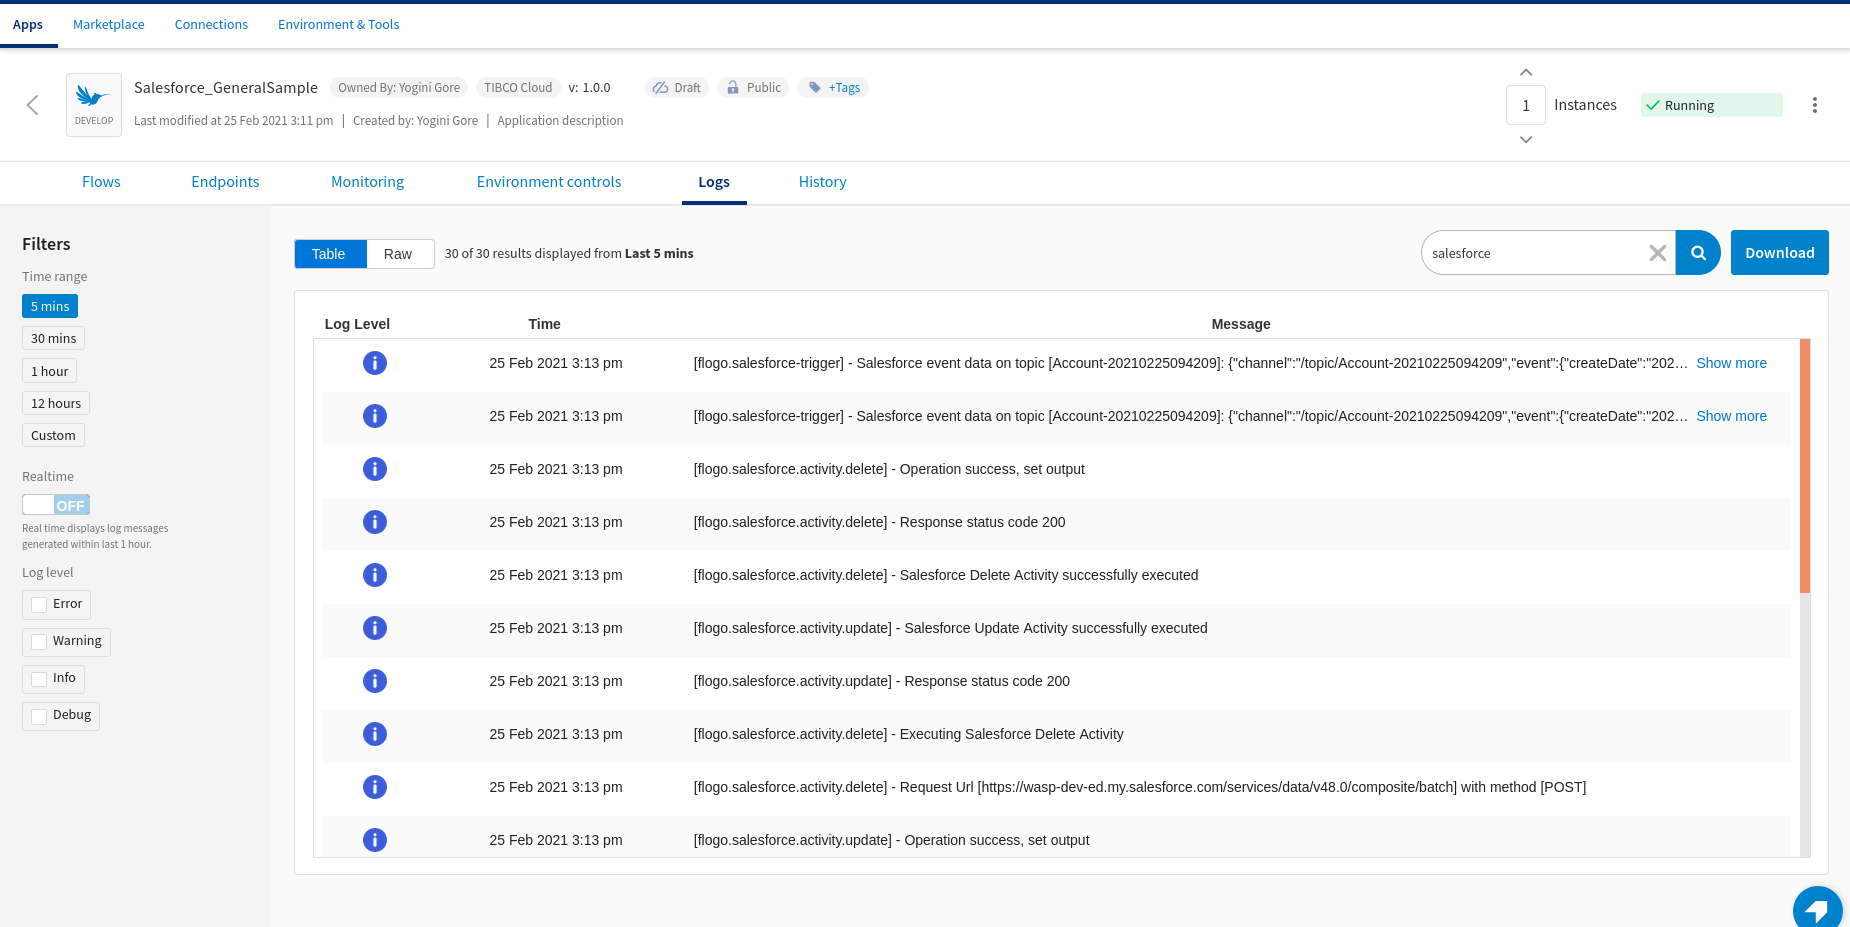 Apps Marketplace Connections Environment & Tools
Salesforce_GeneralSample Owned By: Yogini Gore TIBCO Cloud v: 1.0.0 Draft Public +Tags
DEVELOP
Last modified at 25 Feb 2021 3:11 pm | Created by: Yogini Gore | Application description
1 Instances Running
Flows Endpoints Monitoring Environment controls Logs History
Filters
Time range
5 mins
30 mins
1 hour
12 hours
Custom
Realtime
OFF
Real time displays log messages
generated within last 1 hour.
Log level
Error
Warning
Info
Debug
Table Raw 30 of 30 results displayed from Last 5 mins salesforce Download
Log Level Time Message
25 Feb 2021 3:13 pm [flogo.salesforce-trigger] - Salesforce event data on topic [Account-20210225094209]: {"channel":"/topic/Account-20210225094209","event":{"createDate":"202… Show more
25 Feb 2021 3:13 pm [flogo.salesforce-trigger] - Salesforce event data on topic [Account-20210225094209]: {"channel":"/topic/Account-20210225094209","event":{"createDate":"202… Show more
25 Feb 2021 3:13 pm [flogo.salesforce.activity.delete] - Operation success, set output
25 Feb 2021 3:13 pm [flogo.salesforce.activity.delete] - Response status code 200
25 Feb 2021 3:13 pm [flogo.salesforce.activity.delete] - Salesforce Delete Activity successfully executed
25 Feb 2021 3:13 pm [flogo.salesforce.activity.update] - Salesforce Update Activity successfully executed
25 Feb 2021 3:13 pm [flogo.salesforce.activity.update] - Response status code 200
25 Feb 2021 3:13 pm [flogo.salesforce.activity.delete] - Executing Salesforce Delete Activity
25 Feb 2021 3:13 pm [flogo.salesforce.activity.delete] - Request Url [https://wasp-dev-ed.my.salesforce.com/services/data/v48.0/composite/batch] with method [POST]
25 Feb 2021 3:13 pm [flogo.salesforce.activity.update] - Operation success, set output